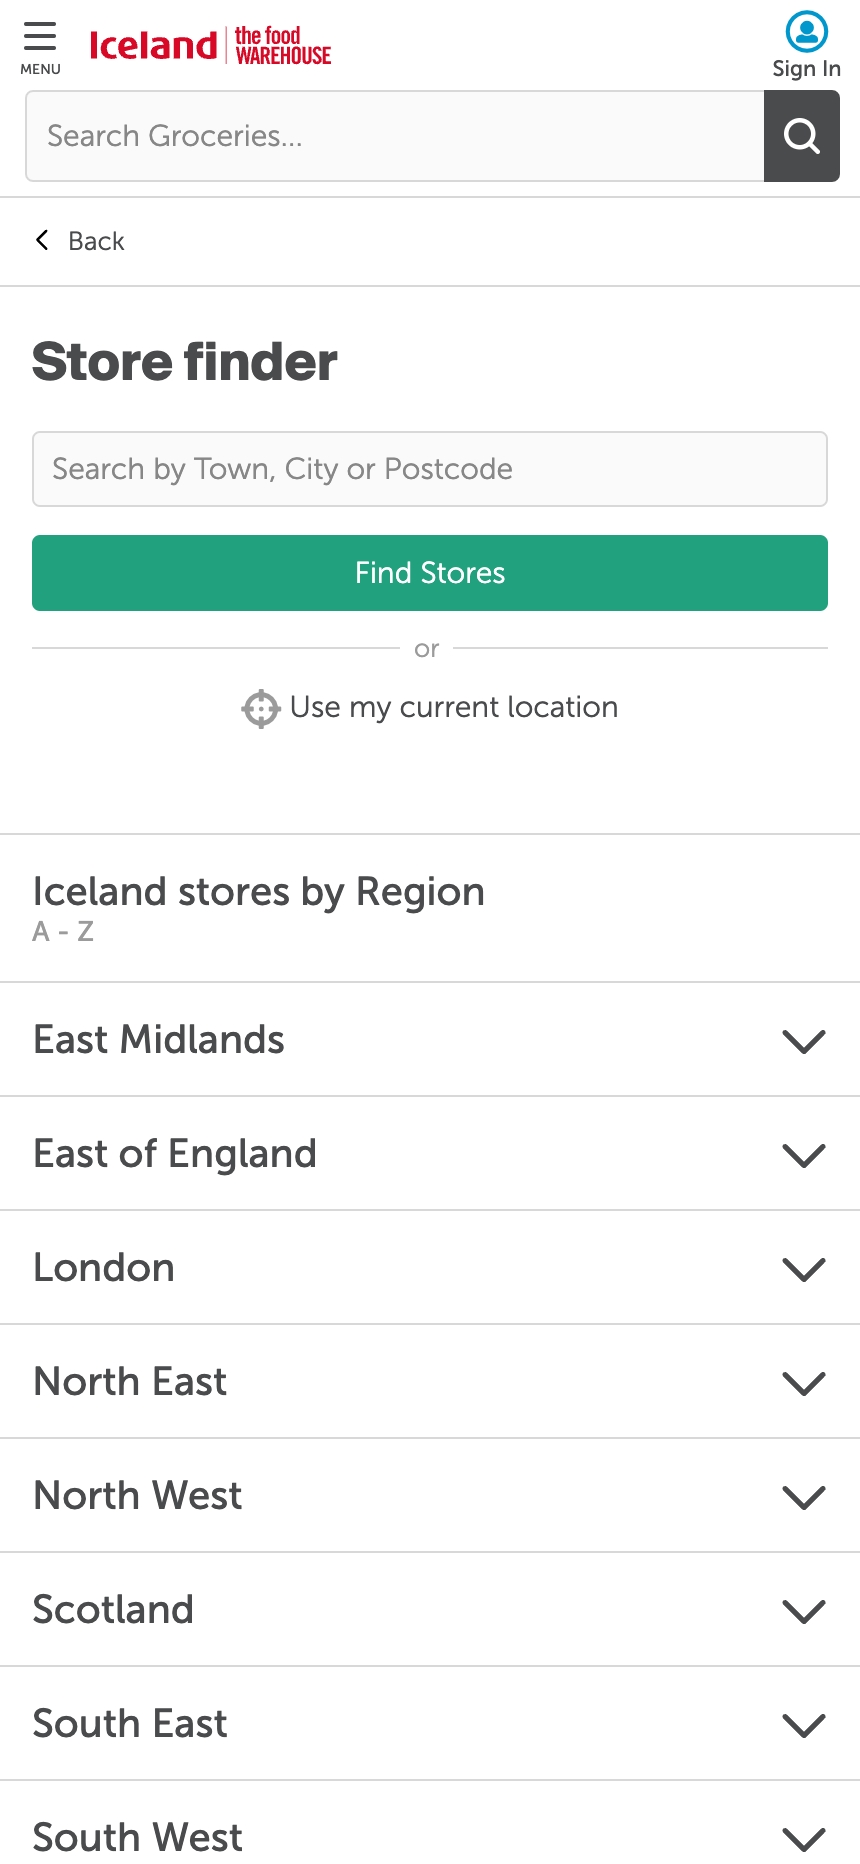 MENU
Iceland
the food
WAREHOUSE
Sign In
Search Groceries...
Back
Store finder
Search by Town, City or Postcode
Find Stores
or
Use my current location
Iceland stores by Region
A - Z
East Midlands
East of England
London
North East
North West
Scotland
South East
South West